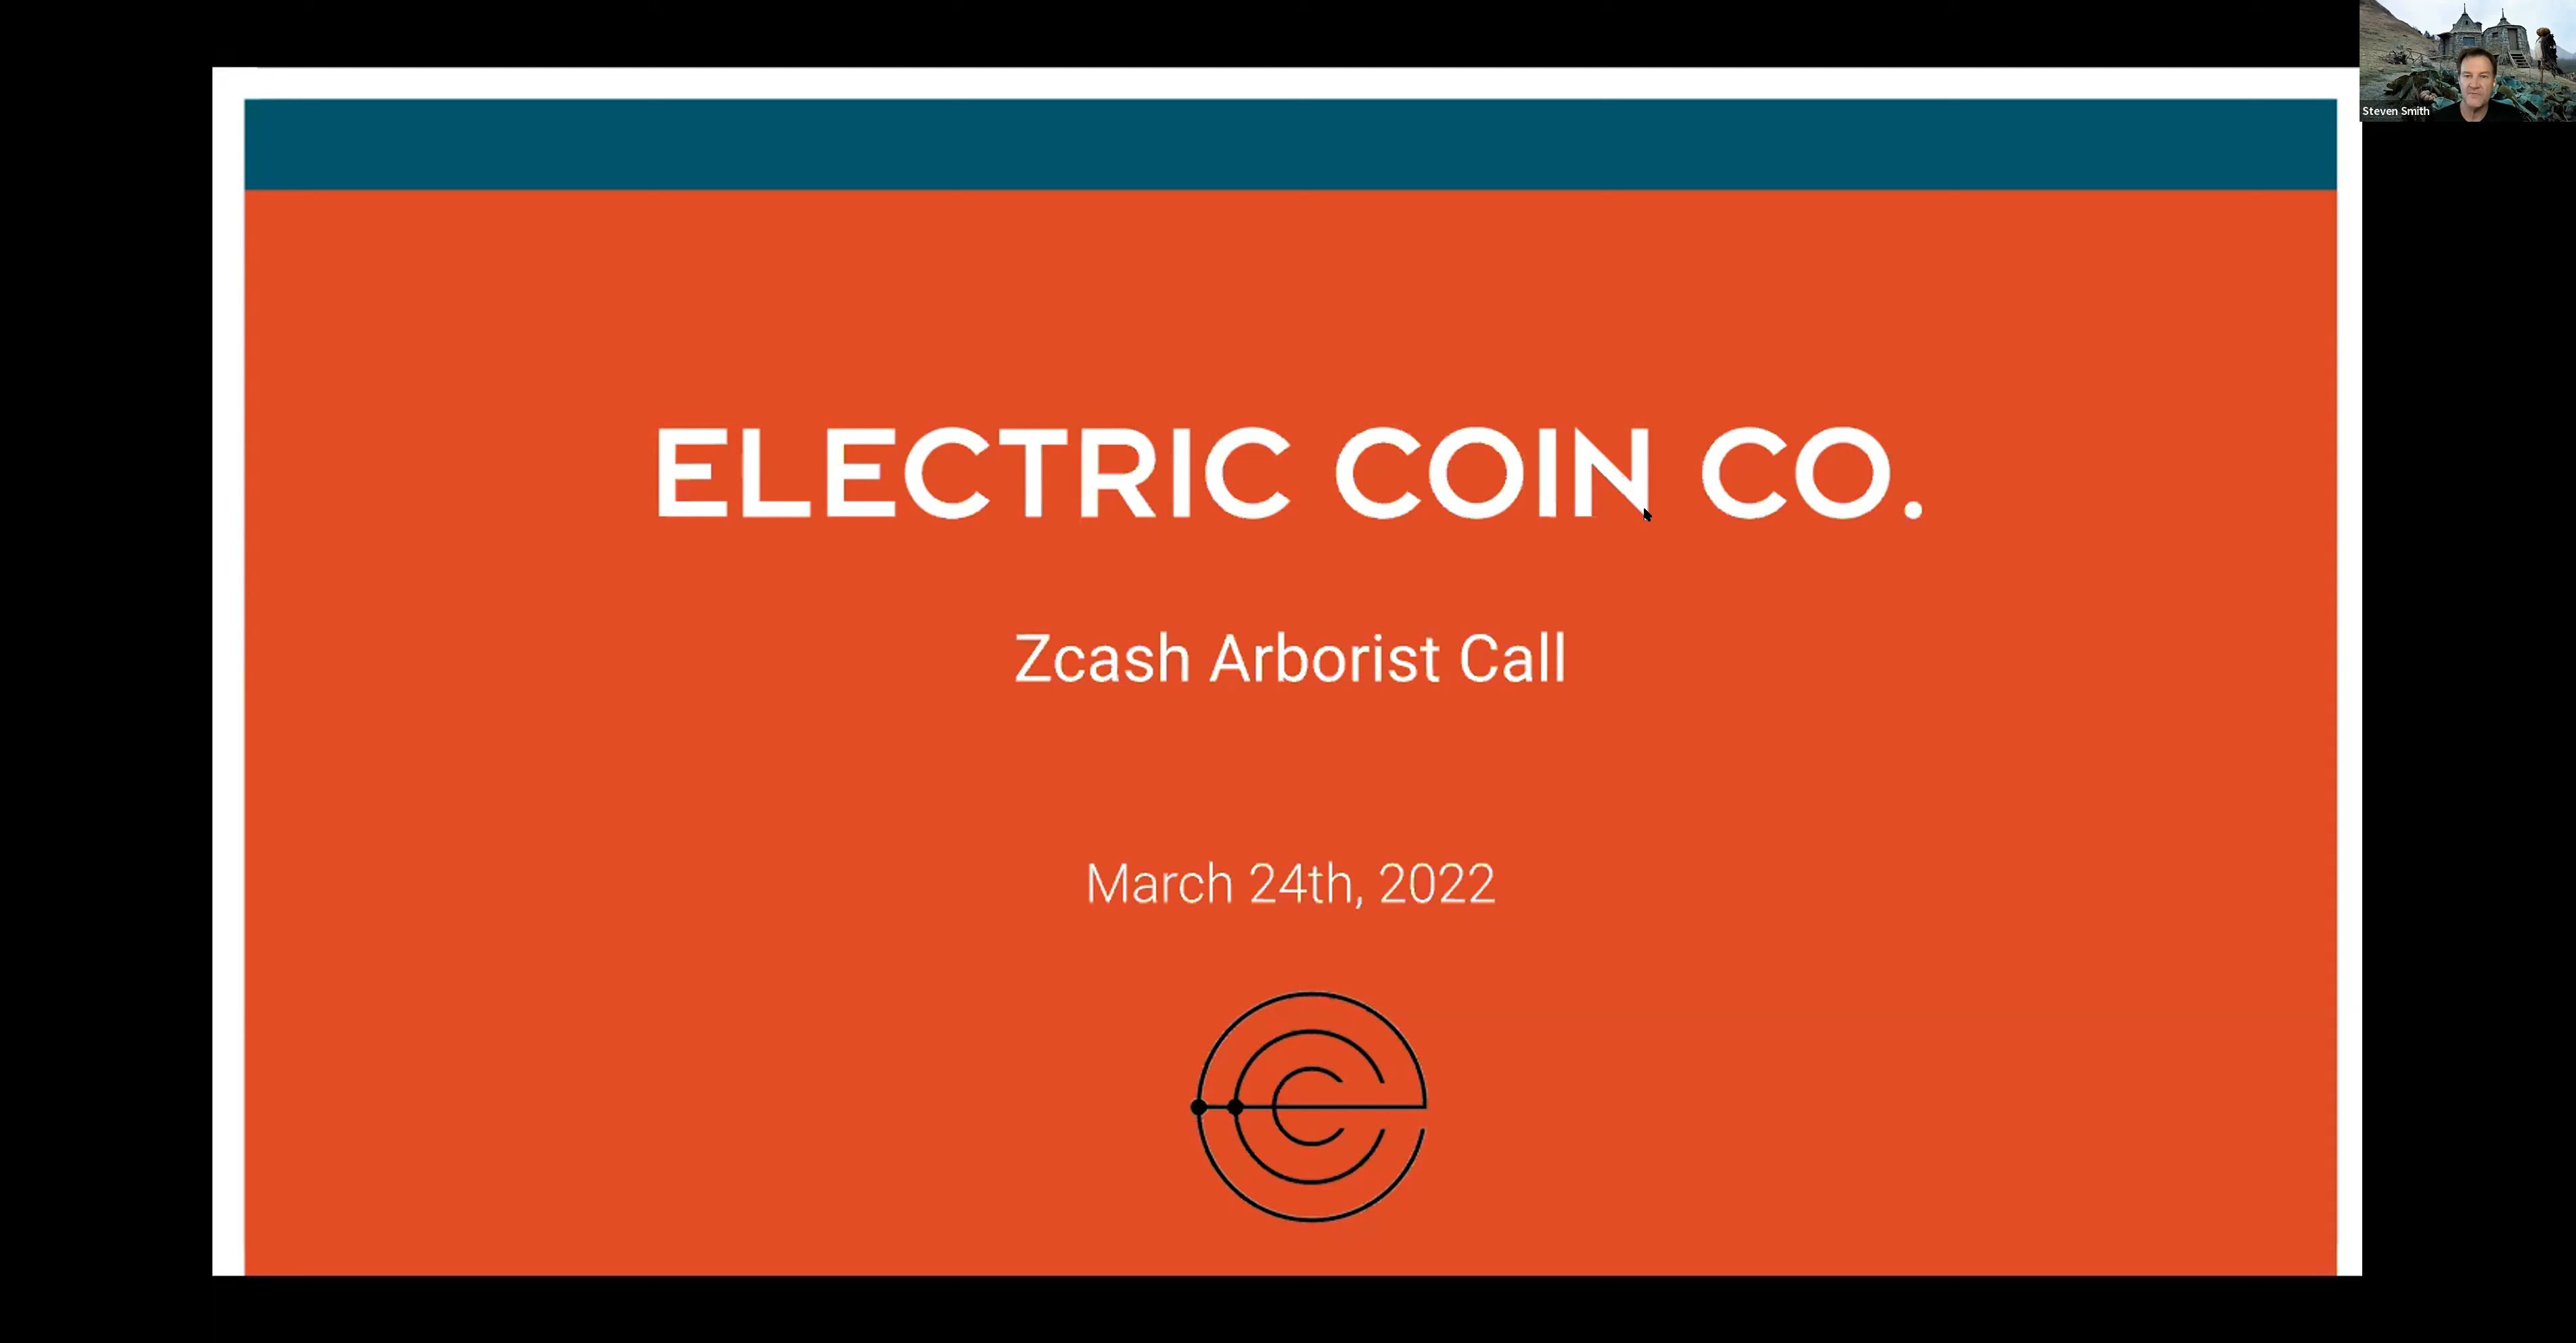 Steven Smith
ELECTRIC COIN CO.
Zcash Arborist Call
March 24th, 2022